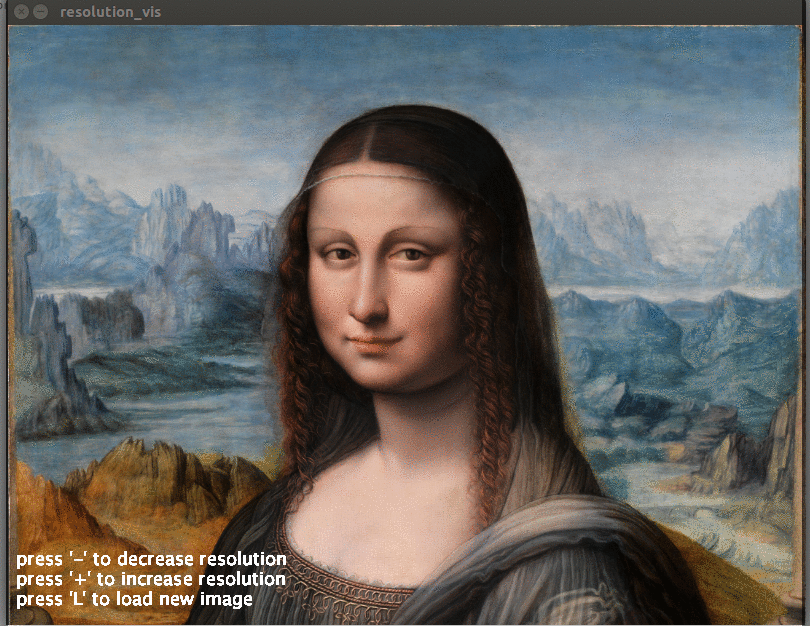 resolution_vis
press '-' to decrease resolution
press '+' to increase resolution
press 'L' to load new image